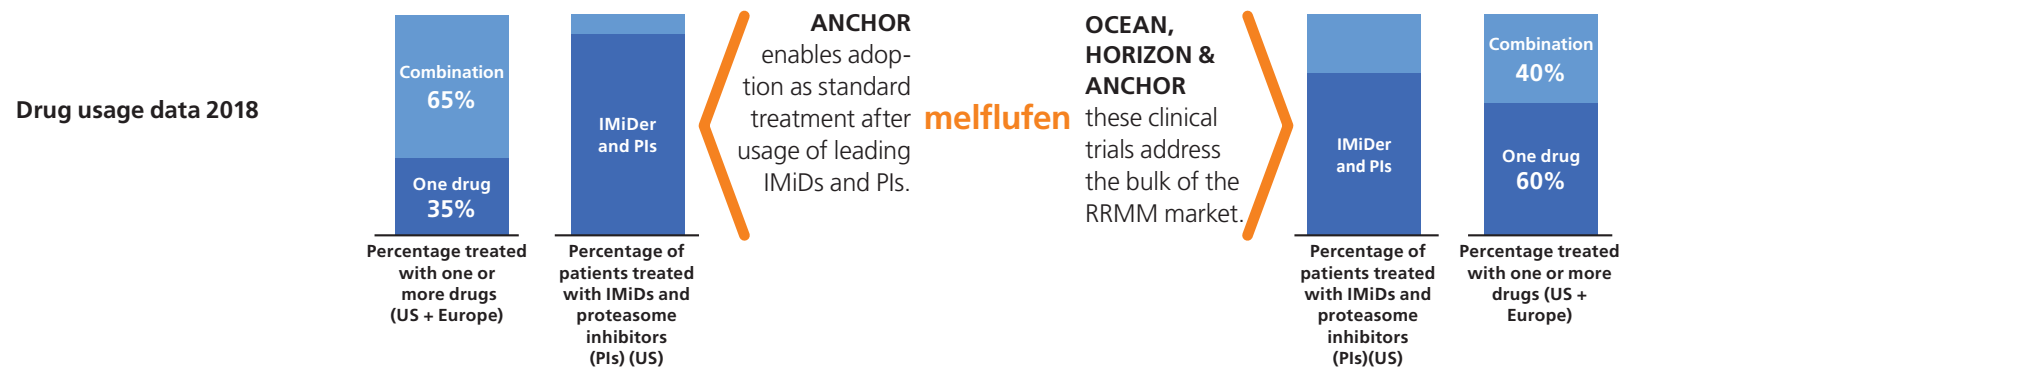 Drug usage data 2018
Combination
65%
One drug
35%
Percentage treated
with one or
more drugs
(US + Europe)
IMiDer
and PIs
Percentage of
patients treated
with IMiDs and
proteasome
inhibitors
(PIs) (US)
ANCHOR
enables adop-
tion as standard
treatment after
usage of leading
IMiDs and PIs.
melflufen
OCEAN,
HORIZON &
ANCHOR
these clinical
trials address
the bulk of the
RRMM market.
IMiDer
and PIs
Percentage of
patients treated
with IMiDs and
proteasome
inhibitors
(PIs)(US)
Combination
40%
One drug
60%
Percentage treated
with one or more
drugs (US +
Europe)